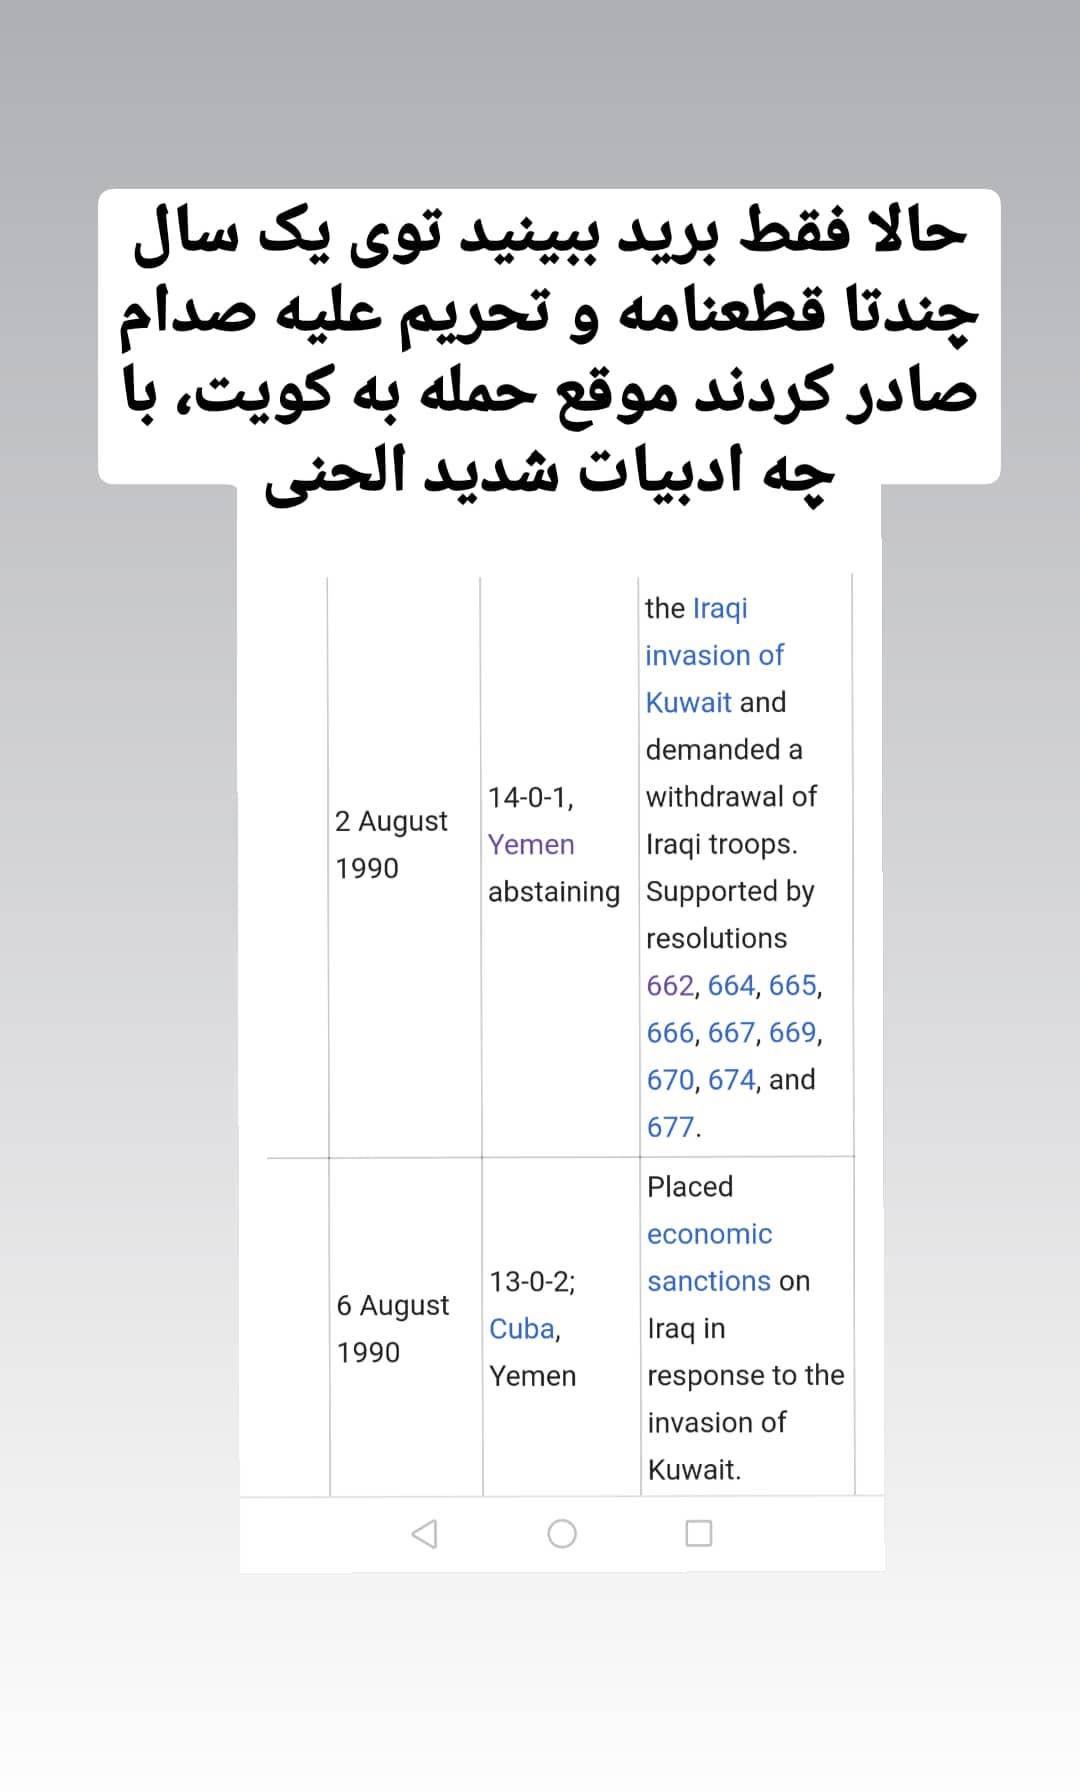 حالا فقط برید ببینید توی یک سال
چندتا قطعنامه و تحریم علیه صدام
صادر کردند موقع حمله به کویت، با
چه ادبیات شدید الحنی
the Iraqi
invasion of
Kuwait and
demanded a
withdrawal of
Iraqi troops.
Supported by
resolutions
662, 664, 665,
666, 667, 669,
670, 674, and
677.
2 August
1990
14-0-1,
Yemen
abstaining
6 August
1990
13-0-2;
Cuba,
Yemen
Placed
economic
sanctions on
Iraq in
response to the
invasion of
Kuwait.